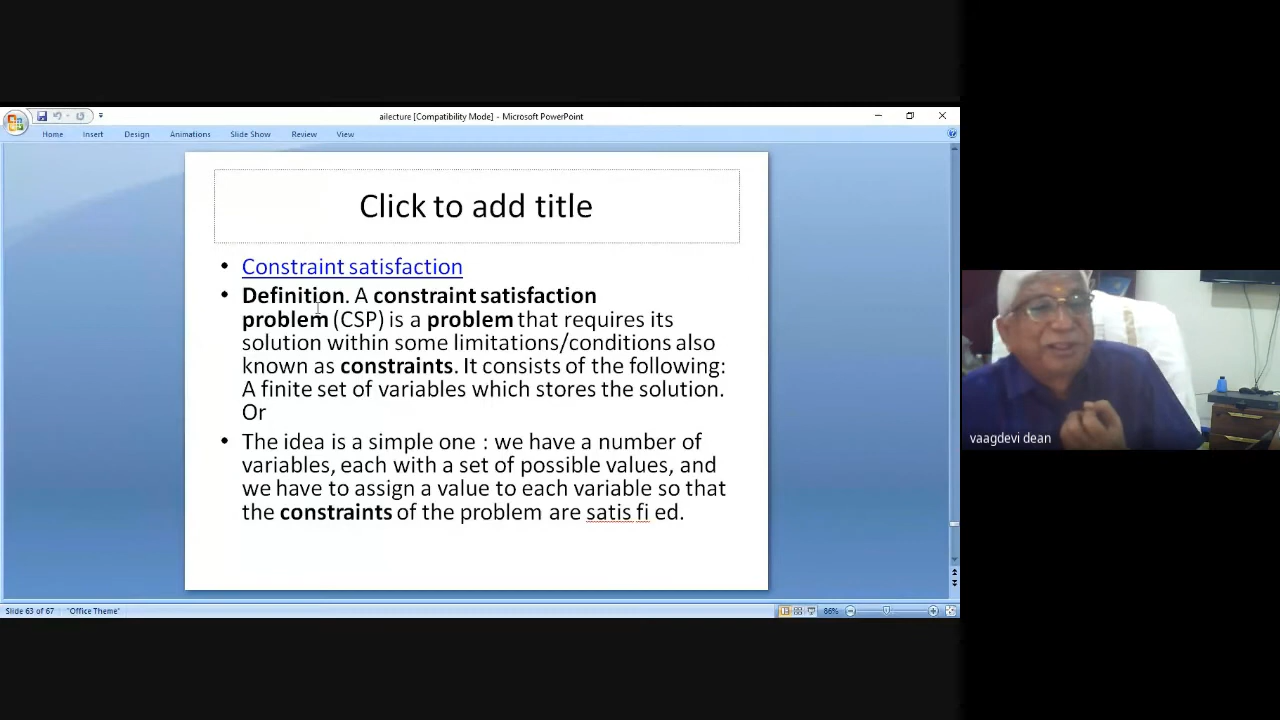 ailecture [Compatibility Mode] - Microsoft PowerPoint
Home Insert Design Animations Slide Show Review View
Click to add title
• Constraint satisfaction
• Definition. A constraint satisfaction
problem (CSP) is a problem that requires its
solution within some limitations/conditions also
known as constraints. It consists of the following:
A finite set of variables which stores the solution.
Or
• The idea is a simple one : we have a number of
variables, each with a set of possible values, and
we have to assign a value to each variable so that
the constraints of the problem are satis fi ed.
vaagdevi dean
Slide 63 of 67 "Office Theme" 86%